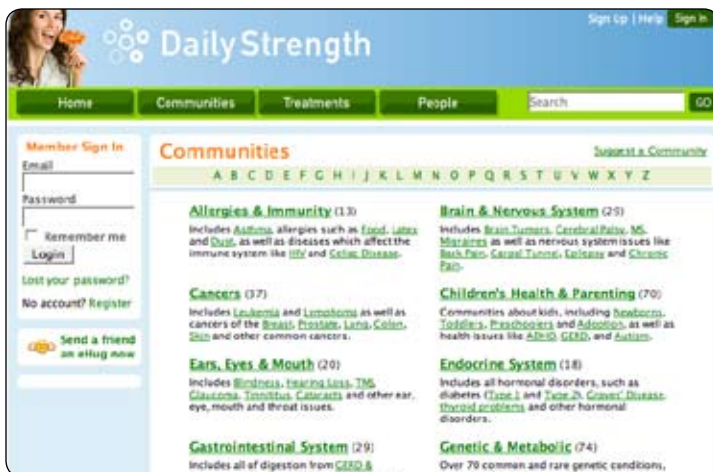 Sign Up | Help Sign In
DailyStrength
Home Communities Treatments People Search GO
Member Sign In
Email
Password
Remember me
Login
Lost your password?
No account? Register
Send a friend
an eHug now
Communities Suggest a Community
A B C D E F G H I J K L M N O P Q R S T U V W X Y Z
Allergies & Immunity (13)
Includes Asthma, allergies such as Food, Latex
and Dust, as well as diseases which affect the
immune system like HIV and Celiac Disease.
Brain & Nervous System (25)
Includes Brain Tumors, Cerebral Palsy, MS,
Migraines as well as nervous system issues like
Back Pain, Carpal Tunnel, Epilepsy and Chronic
Pain.
Cancers (37)
Includes Leukemia and Lymphoma as well as
cancers of the Breast, Prostate, Lung, Colon,
Skin and other common cancers.
Children's Health & Parenting (70)
Communities about kids, including Newborns,
Toddlers, Preschoolers and Adoption, as well as
health issues like ADHD, GERD, and Autism.
Ears, Eyes & Mouth (20)
Includes Blindness, Hearing Loss, TMJ,
Glaucoma, Tinnitus, Cataracts and other ear,
eye, mouth and throat issues.
Endocrine System (18)
Includes all hormonal disorders, such as
diabetes (Type 1 and Type 2), Graves' Disease,
thyroid problems and other hormonal
disorders.
Gastrointestinal System (29)
Includes all of digestion from GERD &
Genetic & Metabolic (74)
Over 70 common and rare genetic conditions,